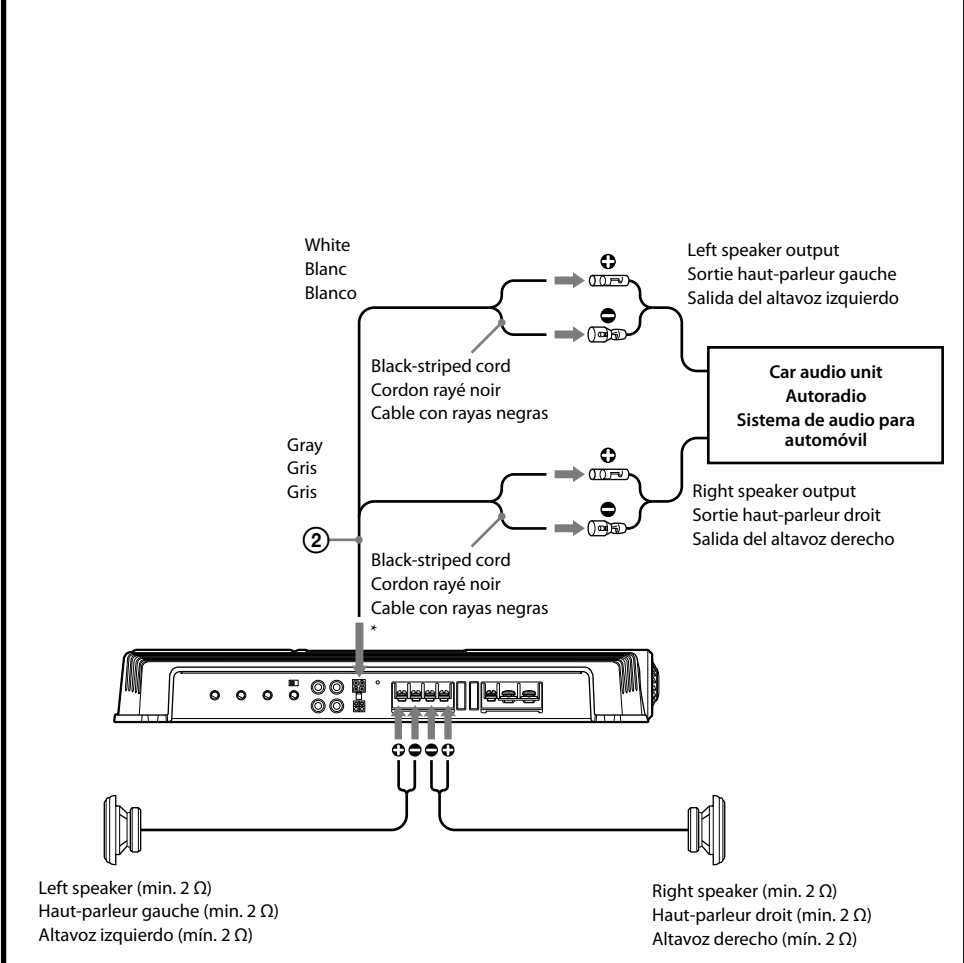 White
Blanc
Blanco
Left speaker output
Sortie haut-parleur gauche
Salida del altavoz izquierdo
Black-striped cord
Cordon rayé noir
Cable con rayas negras
Car audio unit
Autoradio
Sistema de audio para
automóvil
Gray
Gris
Gris
Right speaker output
Sortie haut-parleur droit
Salida del altavoz derecho
2
Black-striped cord
Cordon rayé noir
Cable con rayas negras
*
Left speaker (min. 2 Ω)
Haut-parleur gauche (min. 2 Ω)
Altavoz izquierdo (mín. 2 Ω)
Right speaker (min. 2 Ω)
Haut-parleur droit (min. 2 Ω)
Altavoz derecho (mín. 2 Ω)